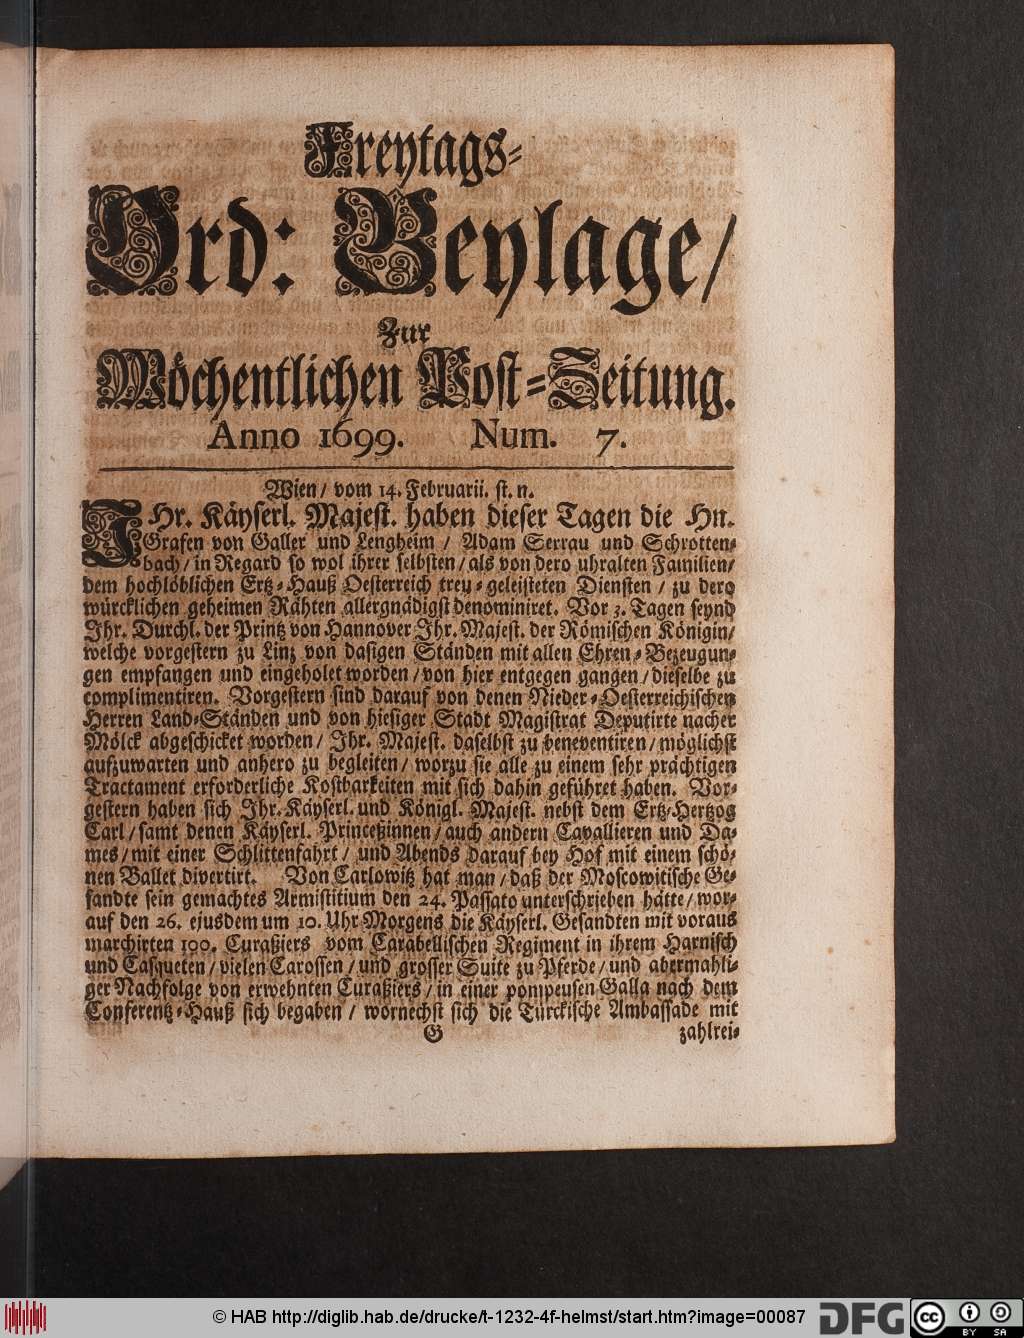 Freytags-
Ord: Beylage/
Zur
Wöchentlichen Post-Zeitung.
Anno 1699. Num. 7.
Wien/ vom 14. Februarii. st. n.
IHr. Käyserl. Majest. haben dieser Tagen die Hn.
Grafen von Galler und Lengheim/ Adam Serrau und Schrotten-
bach/ in Regard so wol ihrer selbsten/ als von dero uhralten Familien/
dem hochlöblichen Ertz-Hauß Oesterreich treu-geleisteten Diensten/ zu dero
würcklichen geheimen Rähten allergnädigst denominiret. Vor 3. Tagen seynd
Ihr. Durchl. der Printz von Hannover Ihr. Majest. der Römischen Königin/
welche vorgestern zu Linz von dasigen Ständen mit allen Ehren-Bezeugun-
gen empfangen und eingeholet worden/ von hier entgegen gangen/ dieselbe zu
complimentiren. Vorgestern sind darauf von denen Nieder-Oesterreichischen
Herren Land-Ständen und von hiesiger Stadt Magistrat Deputirte nacher
Mölck abgeschicket worden/ Ihr. Majest. daselbst zu beneventiren/ möglichst
aufzuwarten und anhero zu begleiten/ worzu sie alle zu einem sehr prächtigen
Tractament erforderliche Kostbarkeiten mit sich dahin geführet haben. Vor-
gestern haben sich Ihr. Käyserl. und Königl. Majest. nebst dem Ertz-Hertzog
Carl/ samt denen Käyserl. Princeßinnen/ auch andern Cavallieren und Da-
mes/ mit einer Schlittenfahrt/ und Abends darauf bey Hof mit einem schö-
nen Ballet divertirt. Von Carlowitz hat man/ daß der Moscowitische Ge-
sandte sein gemachtes Armistitium den 24. Passato unterschrieben hätte/ wor-
auf den 26. ejusdem um 10. Uhr Morgens die Käyserl. Gesandten mit voraus
marchirten 100. Curaßiers vom Carabellischen Regiment in ihrem Harnisch
und Casqueten/ vielen Carossen/ und grosser Suite zu Pferde/ und abermahli-
ger Nachfolge von erwehnten Curaßiers/ in einer pompeusen Galla nach dem
Conferentz-Hauß sich begaben/ wornechst sich die Türckische Ambassade mit
G zahlrei-
© HAB http://diglib.hab.de/drucke/t-1232-4f-helmst/start.htm?image=00087
DFG
cc BY SA